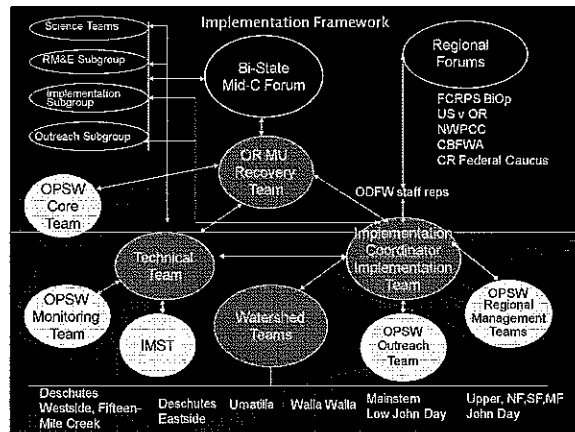 Implementation Framework
Science Teams
RM&E Subgroup
Implementation
Subgroup
Outreach Subgroup
Bi-State
Mid-C Forum
Regional
Forums
FCRPS BiOp
US v OR
NWPCC
CBFWA
CR Federal Caucus
OR MU
Recovery
Team
ODFW staff reps
OPSW
Core
Team
Technical
Team
Implementation
Coordinator
Implementation
Team
OPSW
Monitoring
Team
IMST
Watershed
Teams
OPSW
Outreach
Team
OPSW
Regional
Management
Teams
Deschutes
Westside, Fifteen-
Mile Creek
Deschutes
Eastside
Umatilla
Walla Walla
Mainstem
Low John Day
Upper, NF,SF,MF
John Day